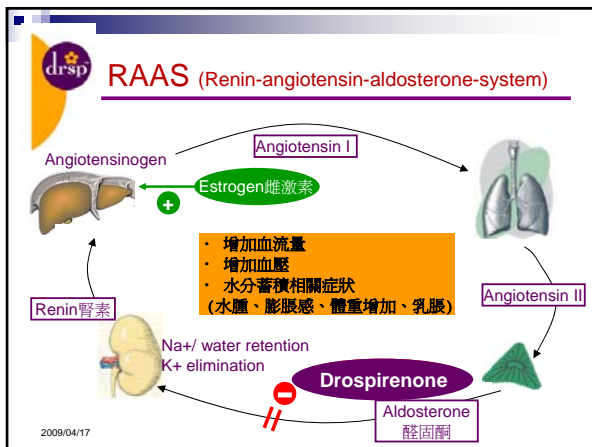 drsp
RAAS (Renin-angiotensin-aldosterone-system)
Angiotensinogen
Angiotensin I
Estrogen雌激素
+
· 增加血流量
· 增加血壓
· 水分蓄積相關症狀
(水腫、膨脹感、體重增加、乳脹)
Angiotensin II
Renin腎素
Na+/ water retention
K+ elimination
Drospirenone
Aldosterone
醛固酮
2009/04/17